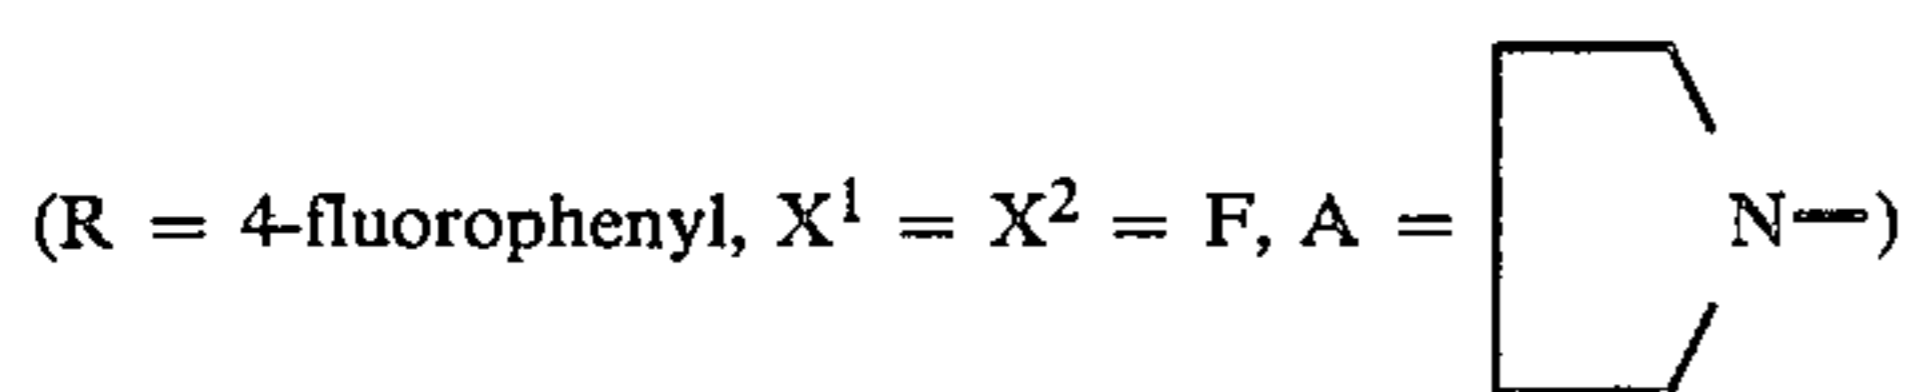 (R = 4-fluorophenyl, X¹ = X² = F, A = N—)